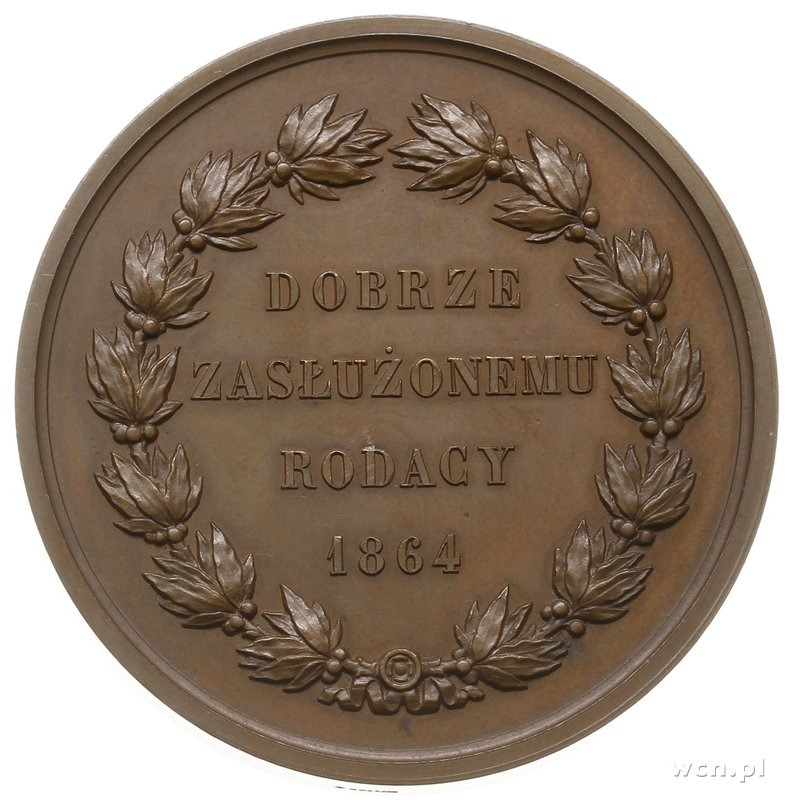 DOBRZE
ZASŁUŻONEMU
RODACY
1864
wcn.pl